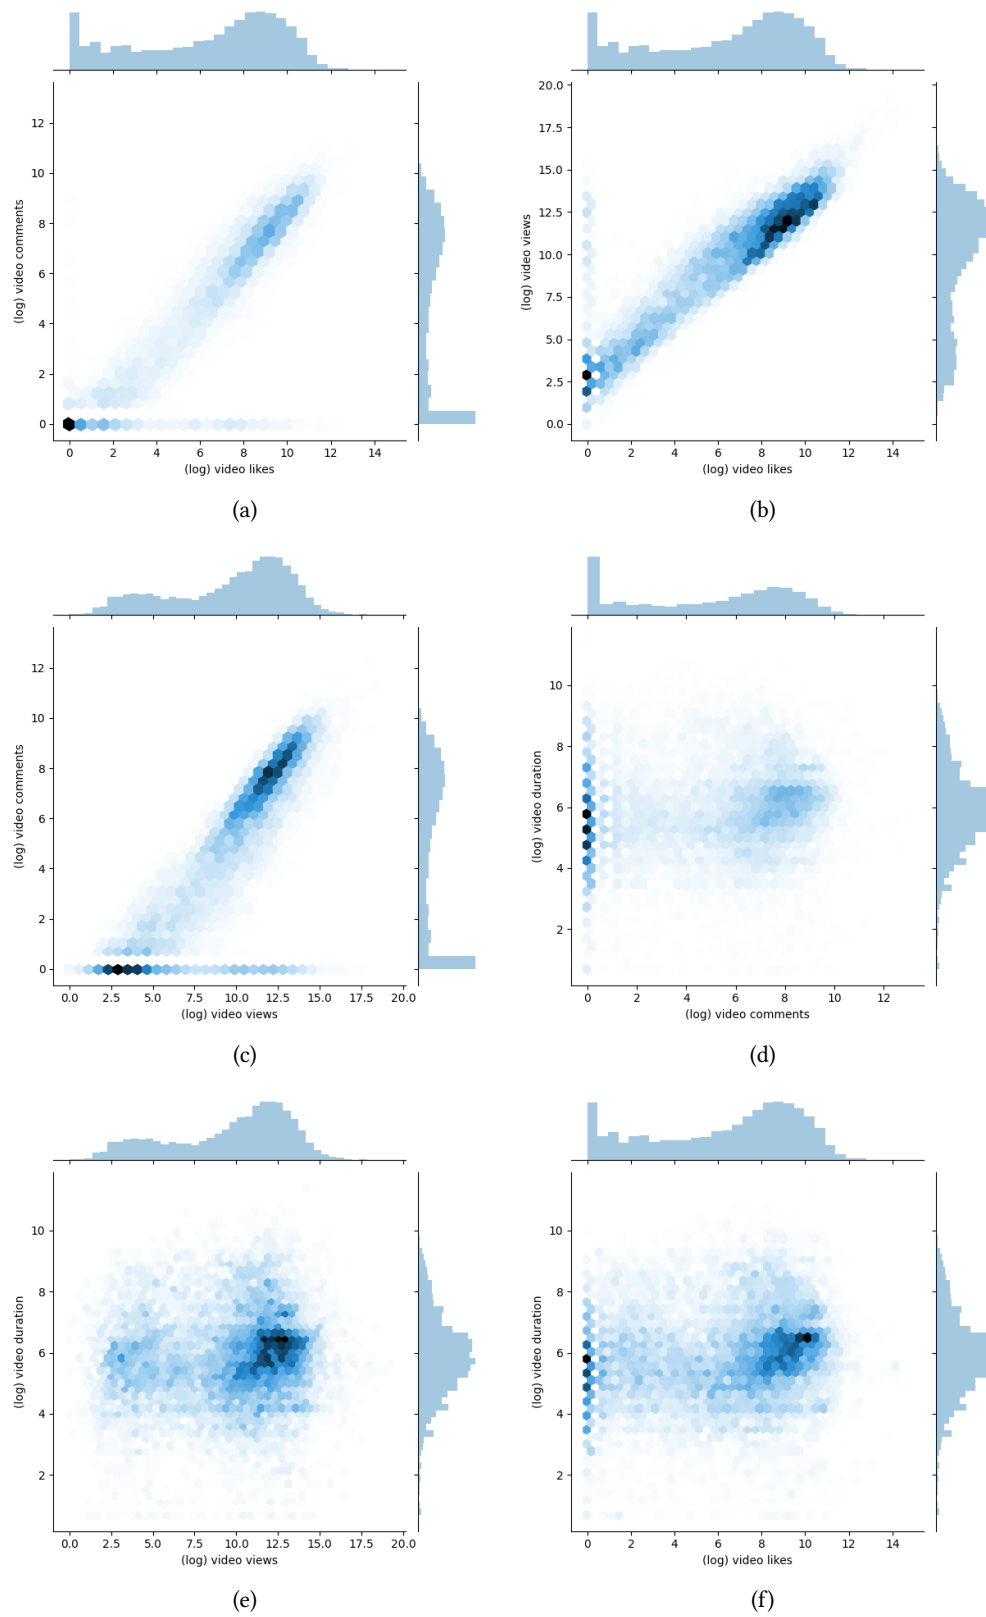 12
10
8
6
4
2
0
(log) video comments
0 2 4 6 8 10 12 14
(log) video likes
(a)
20.0
17.5
15.0
12.5
10.0
7.5
5.0
2.5
0.0
(log) video views
0 2 4 6 8 10 12 14
(log) video likes
(b)
12
10
8
6
4
2
0
(log) video comments
0.0 2.5 5.0 7.5 10.0 12.5 15.0 17.5 20.0
(log) video views
(c)
10
8
6
4
2
(log) video duration
0 2 4 6 8 10 12
(log) video comments
(d)
10
8
6
4
2
(log) video duration
0.0 2.5 5.0 7.5 10.0 12.5 15.0 17.5 20.0
(log) video views
(e)
10
8
6
4
2
(log) video duration
0 2 4 6 8 10 12 14
(log) video likes
(f)